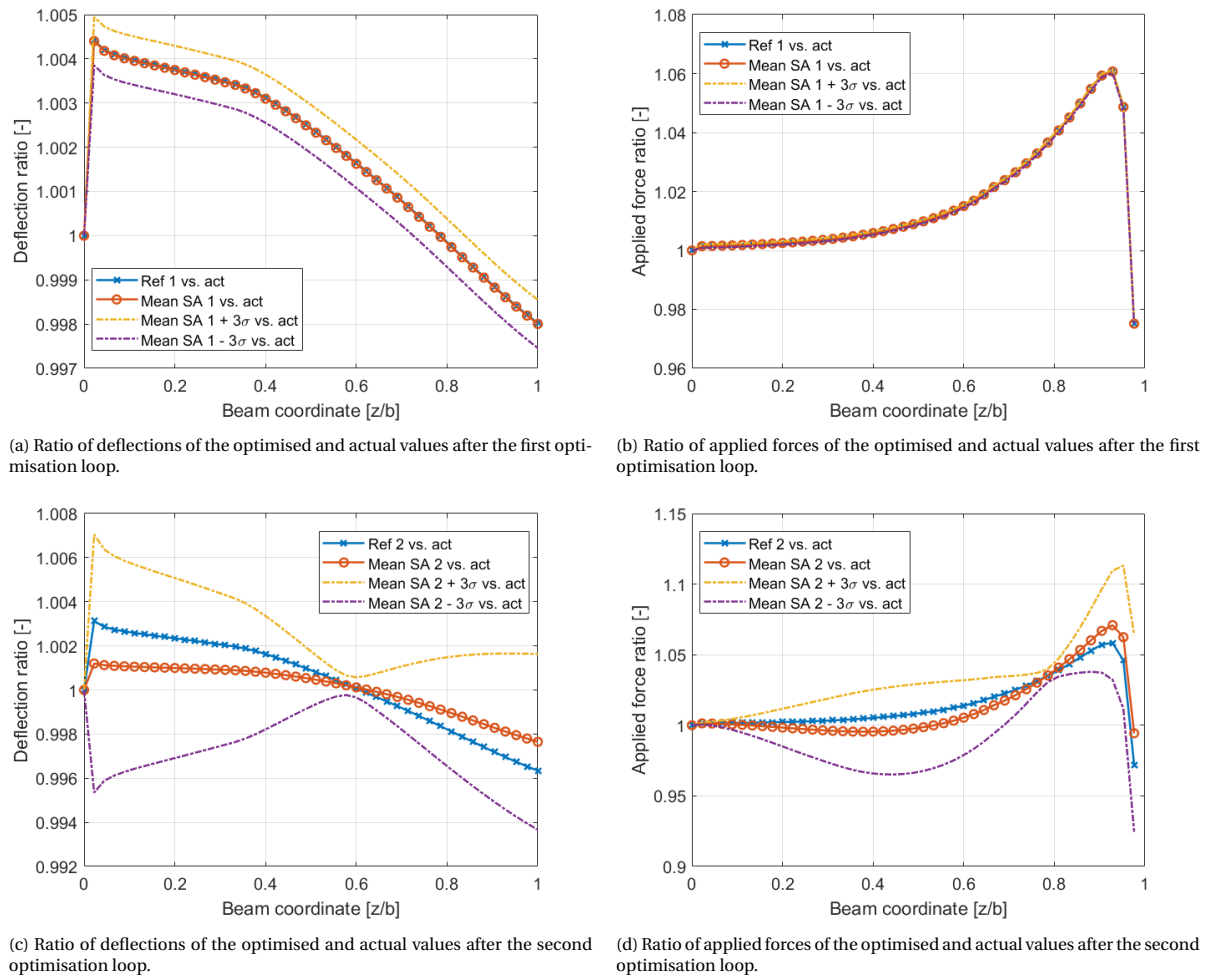 1.005
1.004
1.003
1.002
1.001
1
0.999
0.998
0.997
Deflection ratio [-]
Ref 1 vs. act
Mean SA 1 vs. act
Mean SA 1 + 3σ vs. act
Mean SA 1 - 3σ vs. act
0 0.2 0.4 0.6 0.8 1
Beam coordinate [z/b]
(a) Ratio of deflections of the optimised and actual values after the first opti-
misation loop.
1.08
1.06
1.04
1.02
1
0.98
0.96
Applied force ratio [-]
Ref 1 vs. act
Mean SA 1 vs. act
Mean SA 1 + 3σ vs. act
Mean SA 1 - 3σ vs. act
0 0.2 0.4 0.6 0.8 1
Beam coordinate [z/b]
(b) Ratio of applied forces of the optimised and actual values after the first
optimisation loop.
1.008
1.006
1.004
1.002
1
0.998
0.996
0.994
0.992
Deflection ratio [-]
Ref 2 vs. act
Mean SA 2 vs. act
Mean SA 2 + 3σ vs. act
Mean SA 2 - 3σ vs. act
0 0.2 0.4 0.6 0.8 1
Beam coordinate [z/b]
(c) Ratio of deflections of the optimised and actual values after the second
optimisation loop.
1.15
1.1
1.05
1
0.95
0.9
Applied force ratio [-]
Ref 2 vs. act
Mean SA 2 vs. act
Mean SA 2 + 3σ vs. act
Mean SA 2 - 3σ vs. act
0 0.2 0.4 0.6 0.8 1
Beam coordinate [z/b]
(d) Ratio of applied forces of the optimised and actual values after the second
optimisation loop.